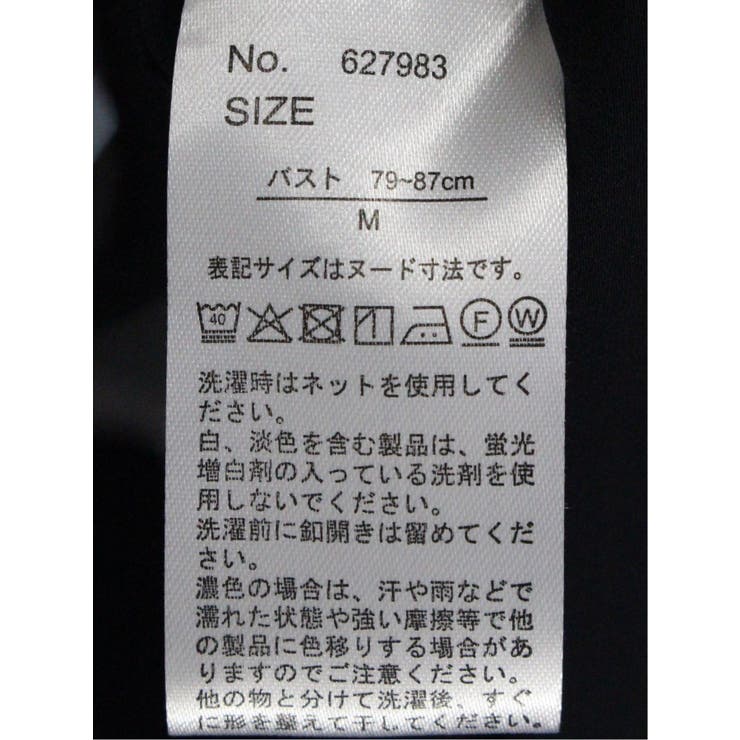 No. 627983
SIZE
バスト 79~87cm
M
表記サイズはヌード寸法です。
40 F W
洗濯時はネットを使用してく
ださい。
白、淡色を含む製品は、蛍光
増白剤の入っている洗剤を使
用しないでください。
洗濯前に釦開きは留めてくだ
さい。
濃色の場合は、汗や雨などで
濡れた状態や強い摩擦等で他
の製品に色移りする場合があ
りますのでご注意ください。
他の物と分けて洗濯後、すぐ
に形を整えて干してください。